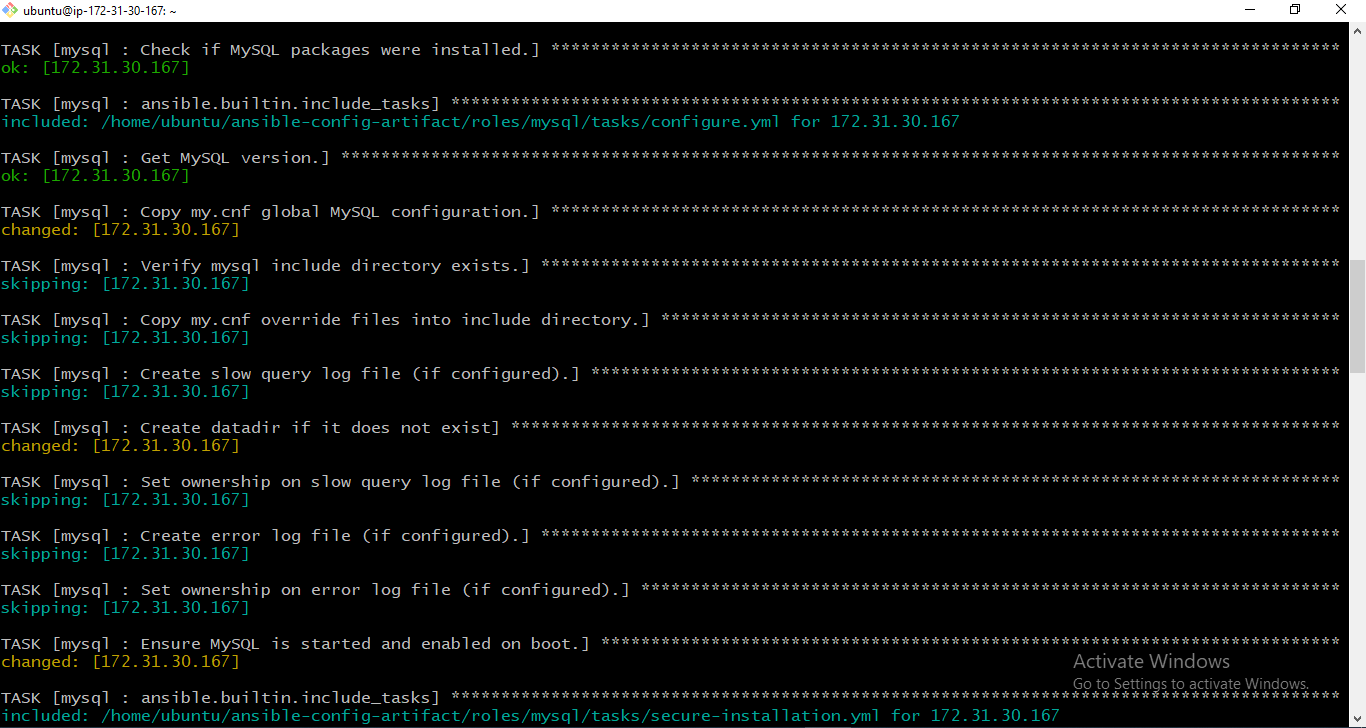 ubuntu@ip-172-31-30-167: ~
TASK [mysql : Check if MySQL packages were installed.] *******************************************************************************
ok: [172.31.30.167]
TASK [mysql : ansible.builtin.include_tasks] *****************************************************************************************
included: /home/ubuntu/ansible-config-artifact/roles/mysql/tasks/configure.yml for 172.31.30.167
TASK [mysql : Get MySQL version.] ****************************************************************************************************
ok: [172.31.30.167]
TASK [mysql : Copy my.cnf global MySQL configuration.] *******************************************************************************
changed: [172.31.30.167]
TASK [mysql : Verify mysql include directory exists.] ********************************************************************************
skipping: [172.31.30.167]
TASK [mysql : Copy my.cnf override files into include directory.] ********************************************************************
skipping: [172.31.30.167]
TASK [mysql : Create slow query log file (if configured).] ***************************************************************************
skipping: [172.31.30.167]
TASK [mysql : Create datadir if it does not exist] ***********************************************************************************
changed: [172.31.30.167]
TASK [mysql : Set ownership on slow query log file (if configured).] *****************************************************************
skipping: [172.31.30.167]
TASK [mysql : Create error log file (if configured).] ********************************************************************************
skipping: [172.31.30.167]
TASK [mysql : Set ownership on error log file (if configured).] **********************************************************************
skipping: [172.31.30.167]
TASK [mysql : Ensure MySQL is started and enabled on boot.] **************************************************************************
changed: [172.31.30.167]
Activate Windows
Go to Settings to activate Windows.
TASK [mysql : ansible.builtin.include_tasks] *****************************************************************************************
included: /home/ubuntu/ansible-config-artifact/roles/mysql/tasks/secure-installation.yml for 172.31.30.167